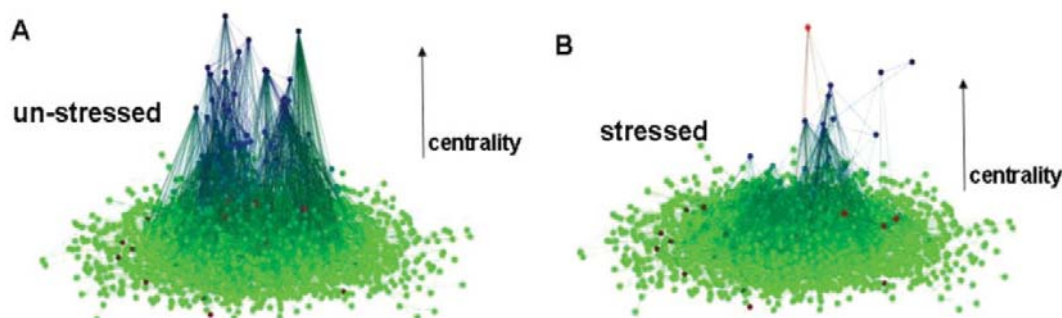 A
un-stressed
centrality
B
stressed
centrality